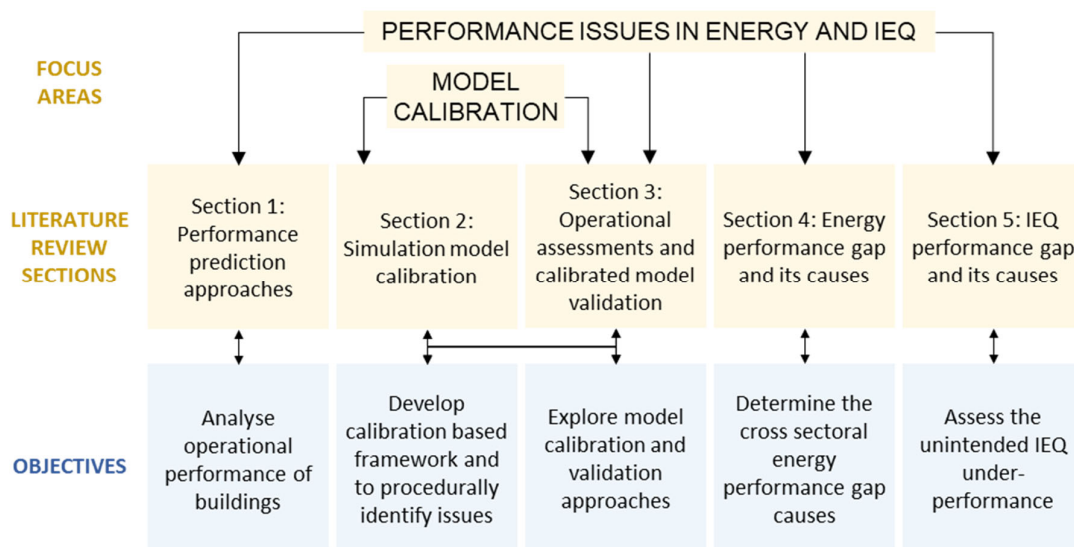 PERFORMANCE ISSUES IN ENERGY AND IEQ
FOCUS
AREAS
MODEL
CALIBRATION
LITERATURE
REVIEW
SECTIONS
Section 1:
Performance
prediction
approaches
Section 2:
Simulation model
calibration
Section 3:
Operational
assessments and
calibrated model
validation
Section 4: Energy
performance gap
and its causes
Section 5: IEQ
performance gap
and its causes
OBJECTIVES
Analyse
operational
performance of
buildings
Develop
calibration based
framework and
to procedurally
identify issues
Explore model
calibration and
validation
approaches
Determine the
cross sectoral
energy
performance gap
causes
Assess the
unintended IEQ
under-
performance